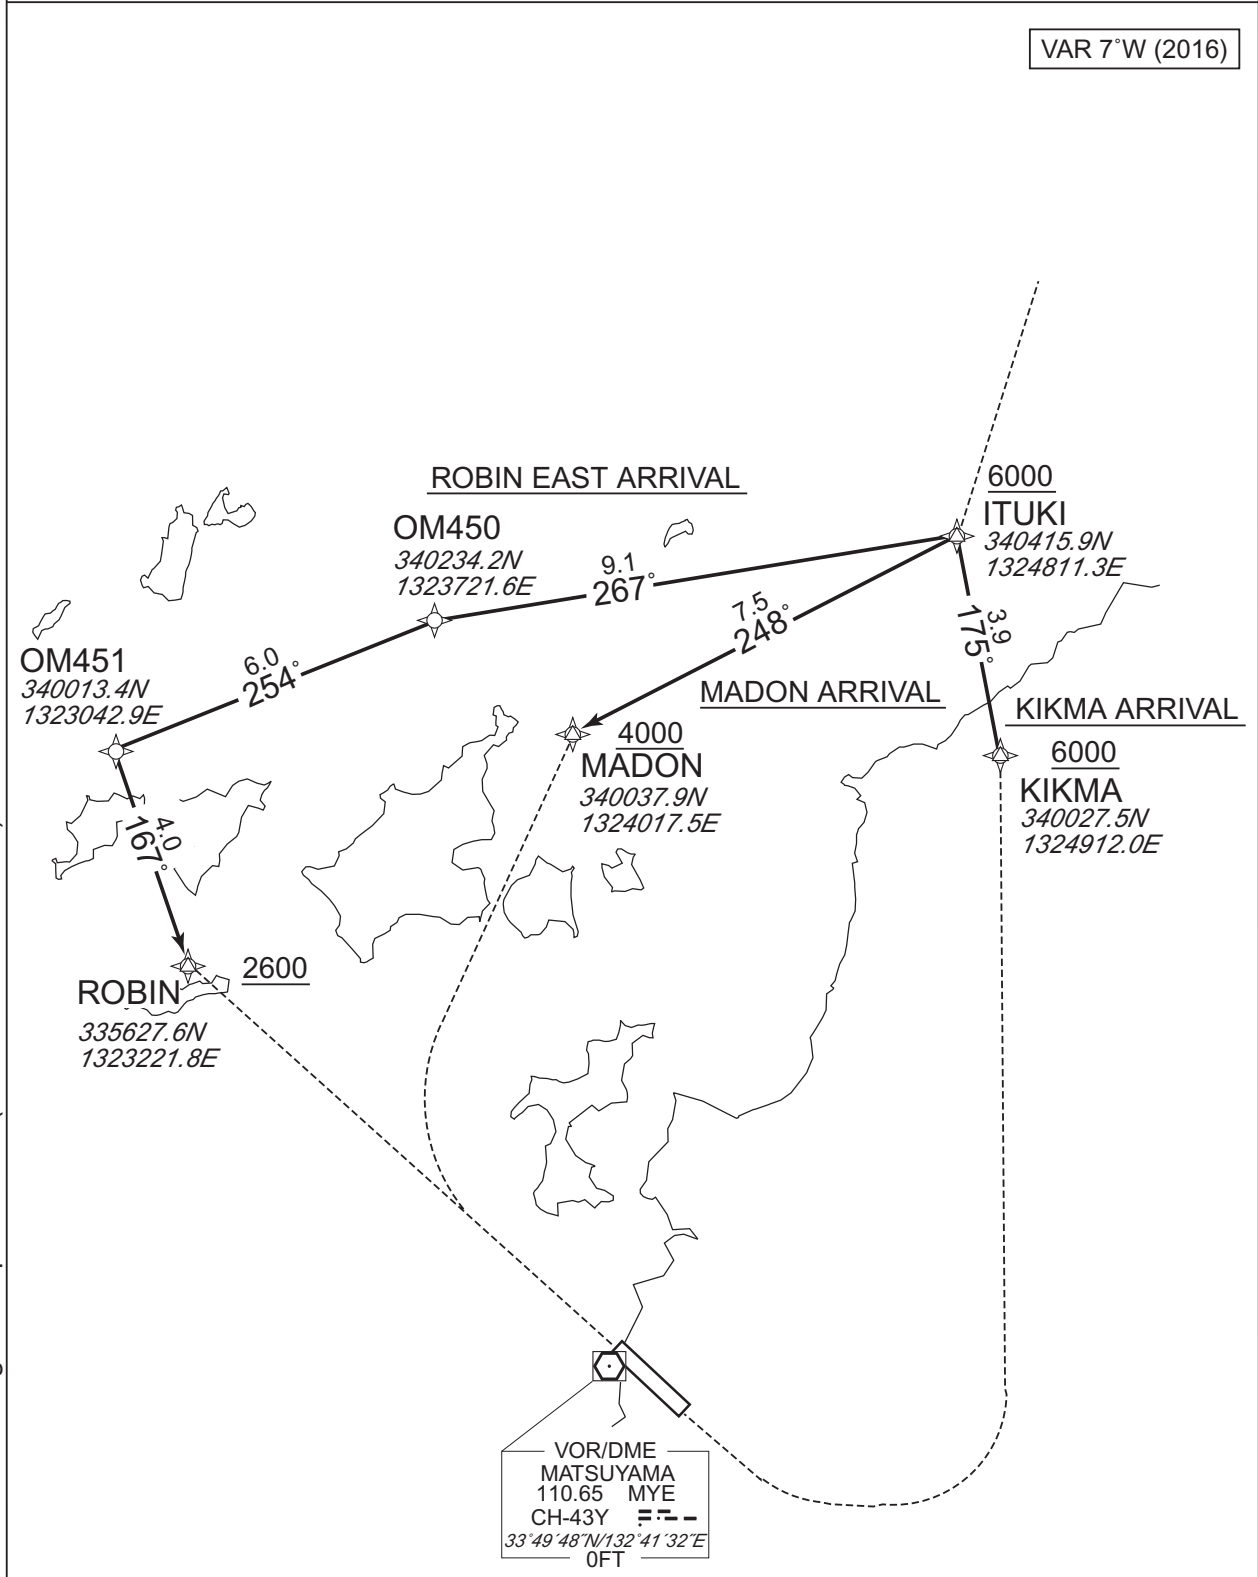 VAR 7°W (2016)
ROBIN EAST ARRIVAL
6000
ITUKI
340415.9N
1324811.3E
OM450
340234.2N
1323721.6E
9.1
267°
7.5
248°
3.9
175°
OM451
340013.4N
1323042.9E
6.0
254°
MADON ARRIVAL
KIKMA ARRIVAL
4000
MADON
340037.9N
1324017.5E
6000
KIKMA
340027.5N
1324912.0E
4.0
167°
2600
ROBIN
335627.6N
1323221.8E
VOR/DME
MATSUYAMA
110.65 MYE
CH-43Y
33°49′48″N/132°41′32″E
0FT